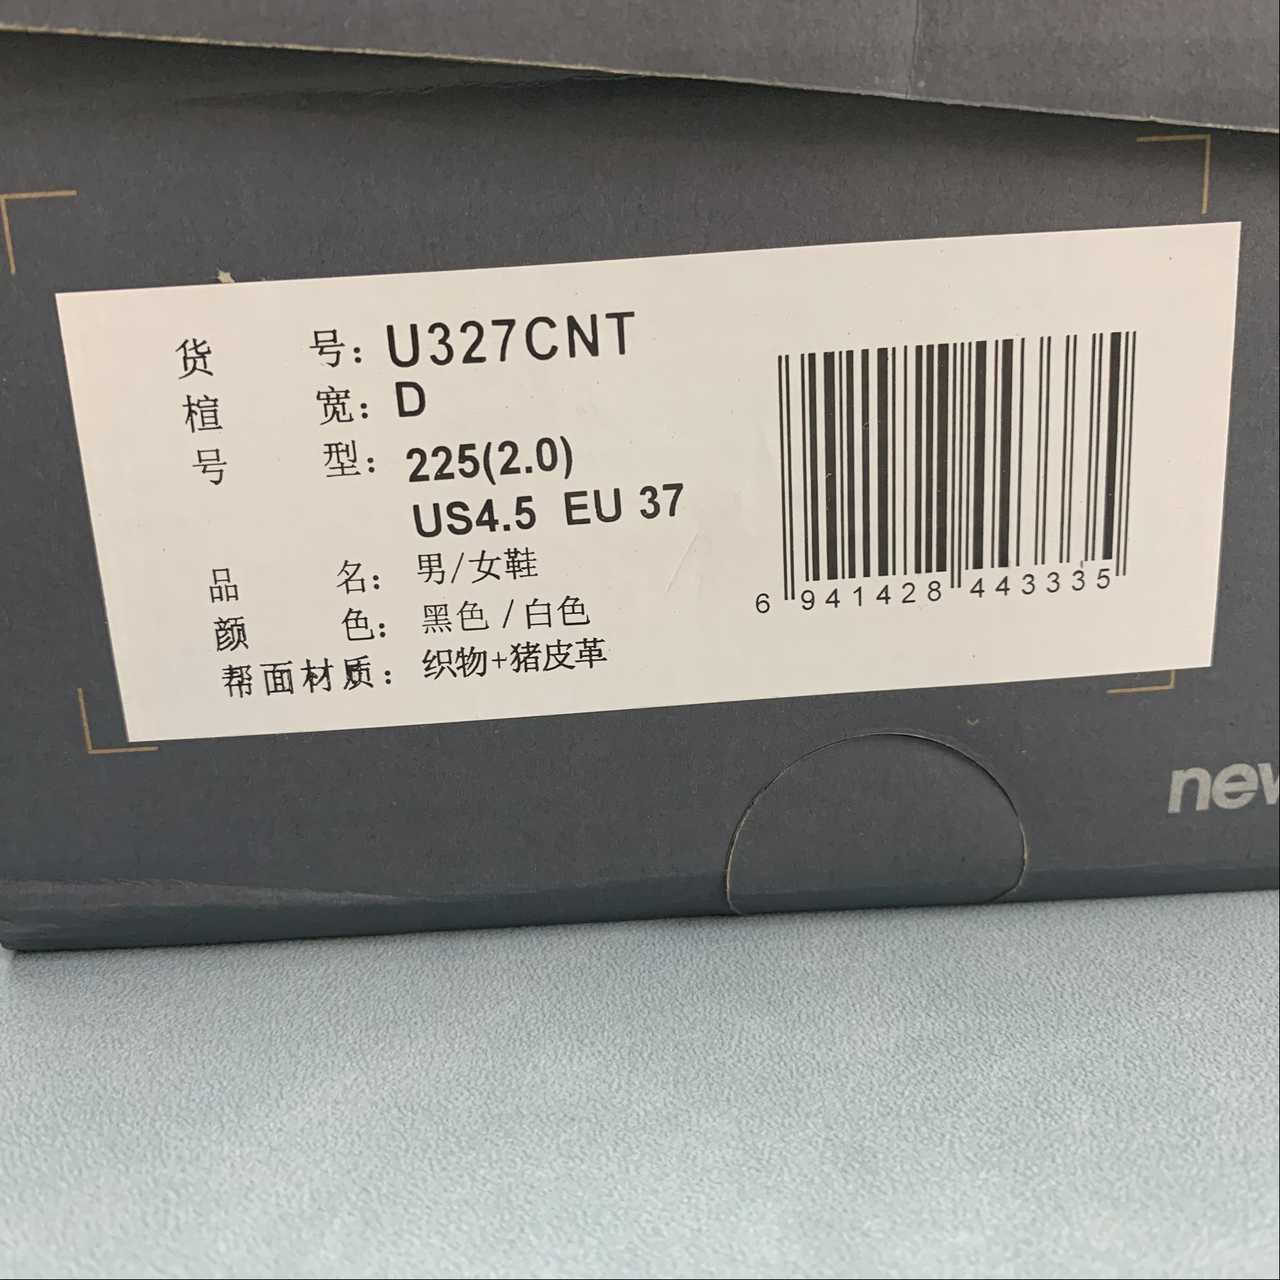 货 号: U327CNT
楦 宽: D
号 型: 225(2.0)
US4.5 EU 37
品 名: 男/女鞋
颜 色: 黑色/白色
帮面材质: 织物+猪皮革
6 941428 443335
new